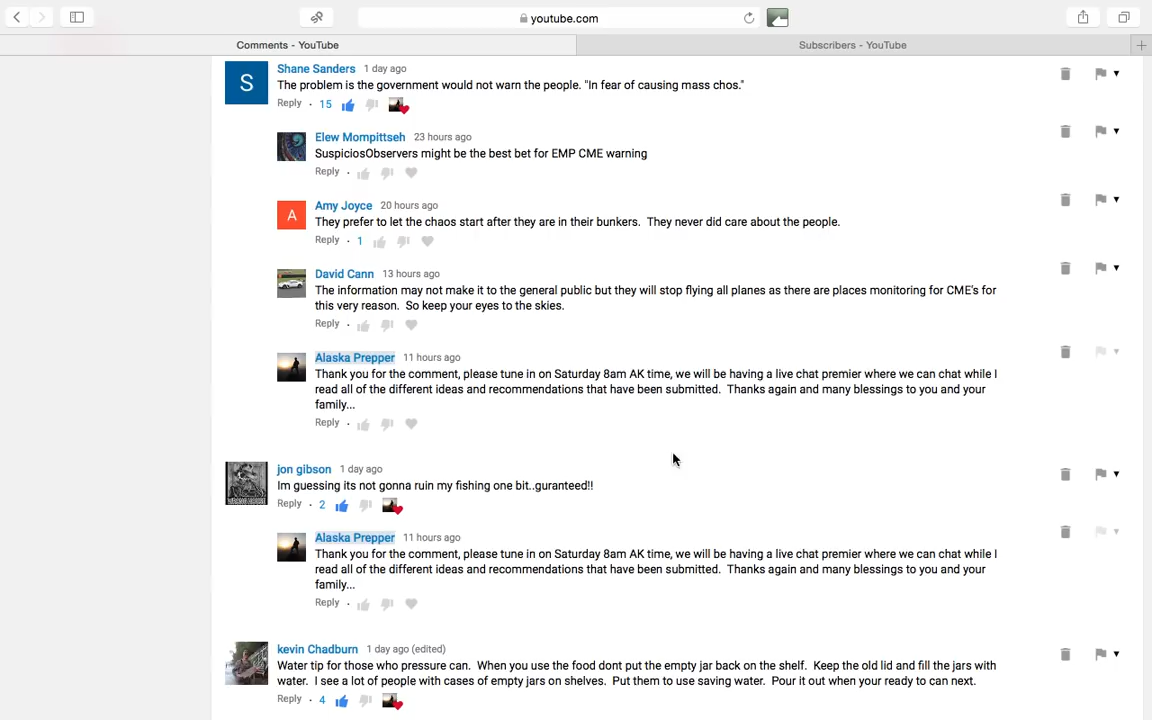 youtube.com
Comments - YouTube
Subscribers - YouTube
S
Shane Sanders 1 day ago
The problem is the government would not warn the people. "In fear of causing mass chos."
Reply · 15
Elew Mompittseh 23 hours ago
SuspiciosObservers might be the best bet for EMP CME warning
Reply ·
A
Amy Joyce 20 hours ago
They prefer to let the chaos start after they are in their bunkers. They never did care about the people.
Reply · 1
David Cann 13 hours ago
The information may not make it to the general public but they will stop flying all planes as there are places monitoring for CME's for
this very reason. So keep your eyes to the skies.
Reply ·
Alaska Prepper 11 hours ago
Thank you for the comment, please tune in on Saturday 8am AK time, we will be having a live chat premier where we can chat while I
read all of the different ideas and recommendations that have been submitted. Thanks again and many blessings to you and your
family...
Reply ·
jon gibson 1 day ago
Im guessing its not gonna ruin my fishing one bit..guranteed!!
Reply · 2
Alaska Prepper 11 hours ago
Thank you for the comment, please tune in on Saturday 8am AK time, we will be having a live chat premier where we can chat while I
read all of the different ideas and recommendations that have been submitted. Thanks again and many blessings to you and your
family...
Reply ·
kevin Chadburn 1 day ago (edited)
Water tip for those who pressure can. When you use the food dont put the empty jar back on the shelf. Keep the old lid and fill the jars with
water. I see a lot of people with cases of empty jars on shelves. Put them to use saving water. Pour it out when your ready to can next.
Reply · 4